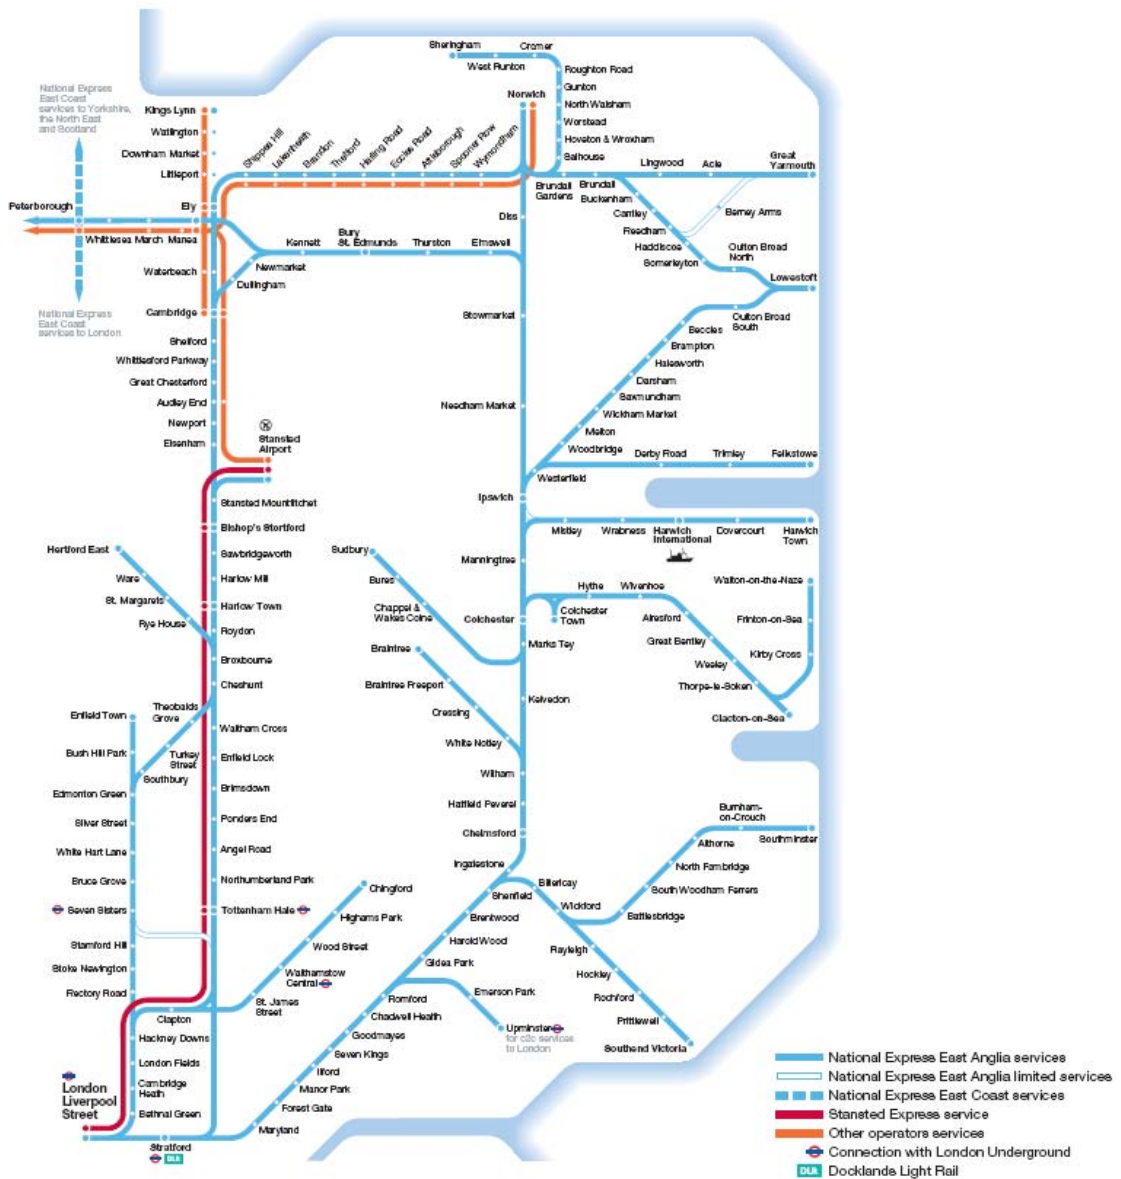 Sheringham
Cromer
West Runton
Roughton Road
Gunton
North Walsham
Worstead
Hoveton & Wroxham
Salhouse
National Express
East Coast
services to Yorkshire,
the North East
and Scotland
Kings Lynn
Watlington
Downham Market
Littleport
Ely
Norwich
Shippea Hill
Lakenheath
Brandon
Thetford
Harling Road
Eccles Road
Attleborough
Spooner Row
Wymondham
Lingwood
Acle
Great
Yarmouth
Brundall
Gardens
Brundall
Buckenham
Cantley
Reedham
Berney Arms
Haddiscoe
Somerleyton
Oulton Broad
North
Lowestoft
Peterborough
Whittlesea
March
Manea
Diss
Kennett
Bury
St. Edmunds
Thurston
Elmswell
Newmarket
Dullingham
Waterbeach
Cambridge
National Express
East Coast
services to London
Stowmarket
Oulton Broad
South
Beccles
Brampton
Halesworth
Darsham
Saxmundham
Wickham Market
Melton
Woodbridge
Shelford
Whittlesford Parkway
Great Chesterford
Audley End
Newport
Elsenham
Needham Market
Stansted
Airport
Derby Road
Trimley
Felixstowe
Westerfield
Ipswich
Stansted Mountfitchet
Bishop's Stortford
Mistley
Wrabness
Harwich
International
Dovercourt
Harwich
Town
Hertford East
Ware
St. Margarets
Rye House
Sawbridgeworth
Harlow Mill
Harlow Town
Roydon
Broxbourne
Cheshunt
Sudbury
Bures
Chappel &
Wakes Colne
Manningtree
Colchester
Hythe
Wivenhoe
Colchester
Town
Alresford
Great Bentley
Weeley
Thorpe-le-Soken
Walton-on-the-Naze
Frinton-on-Sea
Kirby Cross
Clacton-on-Sea
Marks Tey
Braintree
Braintree Freeport
Cressing
White Notley
Kelvedon
Witham
Hatfield Peverel
Chelmsford
Ingatestone
Enfield Town
Bush Hill Park
Theobalds
Grove
Turkey
Street
Southbury
Edmonton Green
Silver Street
White Hart Lane
Bruce Grove
Seven Sisters
Stamford Hill
Stoke Newington
Rectory Road
Waltham Cross
Enfield Lock
Brimsdown
Ponders End
Angel Road
Northumberland Park
Tottenham Hale
Chingford
Highams Park
Wood Street
Walthamstow
Central
St. James
Street
Clapton
Hackney Downs
London Fields
Cambridge
Heath
Bethnal Green
London
Liverpool
Street
Stratford
DLR
Burnham-
on-Crouch
Southminster
Althorne
North Fambridge
South Woodham Ferrers
Battlesbridge
Billericay
Wickford
Rayleigh
Hockley
Rochford
Prittlewell
Southend Victoria
Shenfield
Brentwood
Harold Wood
Gidea Park
Romford
Emerson Park
Upminster
for c2c services
to London
Chadwell Heath
Goodmayes
Seven Kings
Ilford
Manor Park
Forest Gate
Maryland
National Express East Anglia services
National Express East Anglia limited services
National Express East Coast services
Stansted Express service
Other operators services
Connection with London Underground
DLR Docklands Light Rail